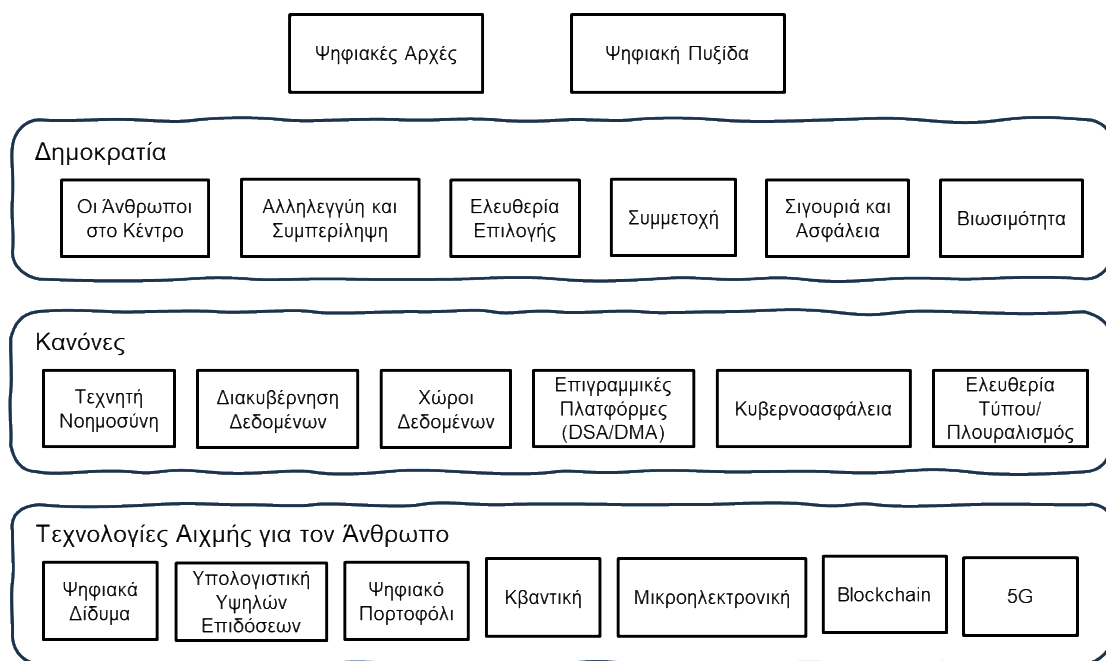 Ψηφιακές Αρχές
Ψηφιακή Πυξίδα
Δημοκρατία
Οι Άνθρωποι
στο Κέντρο
Αλληλεγγύη και
Συμπερίληψη
Ελευθερία
Επιλογής
Συμμετοχή
Σιγουριά και
Ασφάλεια
Βιωσιμότητα
Κανόνες
Τεχνητή
Νοημοσύνη
Διακυβέρνηση
Δεδομένων
Χώροι
Δεδομένων
Επιγραμμικές
Πλατφόρμες
(DSA/DMA)
Κυβερνοασφάλεια
Ελευθερία
Τύπου/
Πλουραλισμός
Τεχνολογίες Αιχμής για τον Άνθρωπο
Ψηφιακά
Δίδυμα
Υπολογιστική
Υψηλών
Επιδόσεων
Ψηφιακό
Πορτοφόλι
Κβαντική
Μικροηλεκτρονική
Blockchain
5G